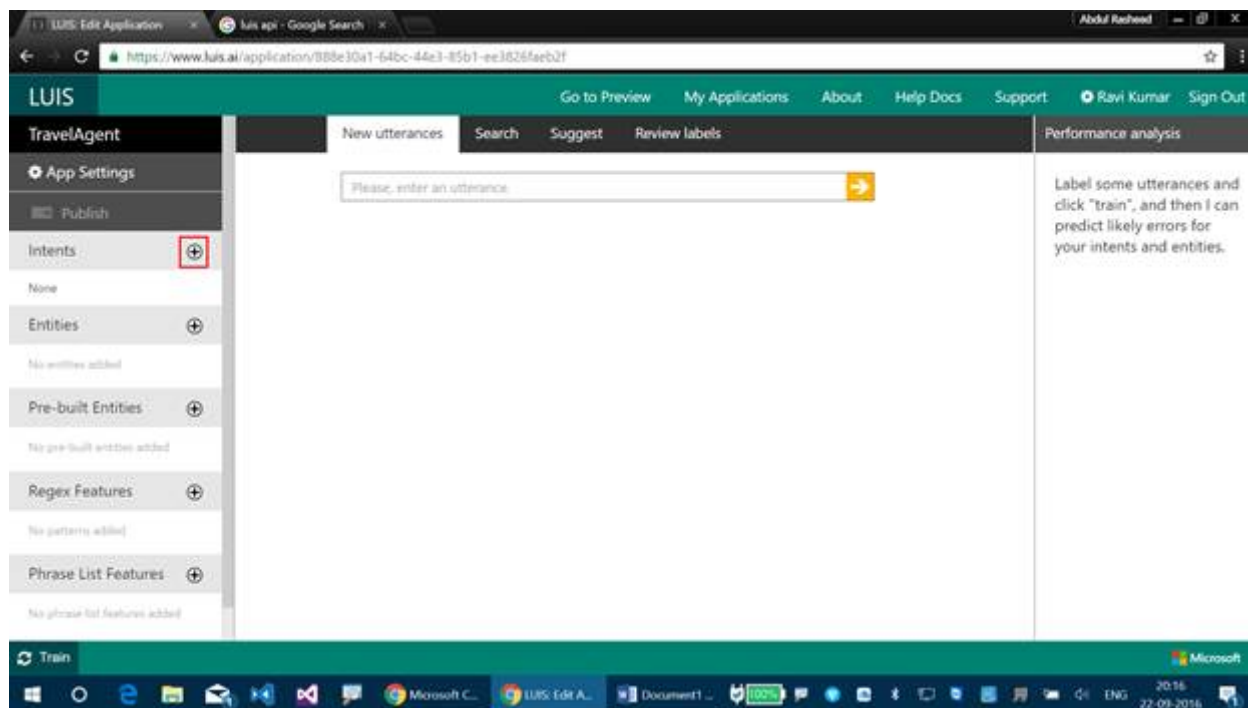 LUIS: Edit Application
luis api - Google Search
Abdul Rasheed
https://www.luis.ai/application/888e30a1-64bc-44e3-85b1-ee3826faeb2f
LUIS
Go to Preview
My Applications
About
Help Docs
Support
Ravi Kumar
Sign Out
TravelAgent
New utterances
Search
Suggest
Review labels
Performance analysis
App Settings
Please, enter an utterance.
Label some utterances and
click "train", and then I can
predict likely errors for
your intents and entities.
Publish
Intents
None
Entities
No entities added
Pre-built Entities
No pre-built entities added
Regex Features
No patterns added
Phrase List Features
No phrase list features added
Train
Microsoft
Microsoft C...
LUIS: Edit A...
Document1 ...
100%
ENG
20:16
22-09-2016